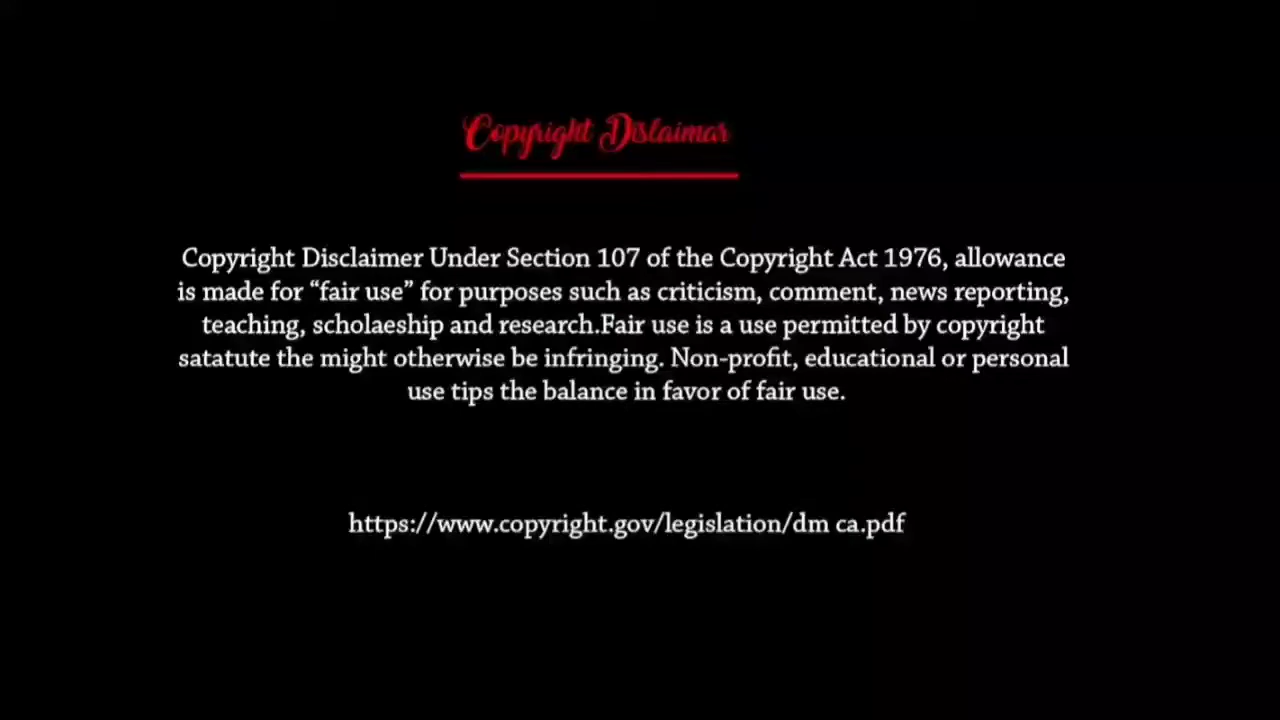 Copyright Dislaimar
Copyright Disclaimer Under Section 107 of the Copyright Act 1976, allowance
is made for “fair use” for purposes such as criticism, comment, news reporting,
teaching, scholaeship and research.Fair use is a use permitted by copyright
satatute the might otherwise be infringing. Non-profit, educational or personal
use tips the balance in favor of fair use.
https://www.copyright.gov/legislation/dm ca.pdf